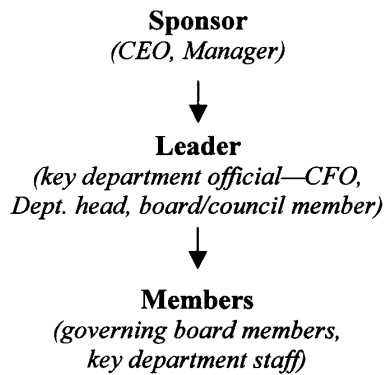 Sponsor
(CEO, Manager)
Leader
(key department official—CFO,
Dept. head, board/council member)
Members
(governing board members,
key department staff)